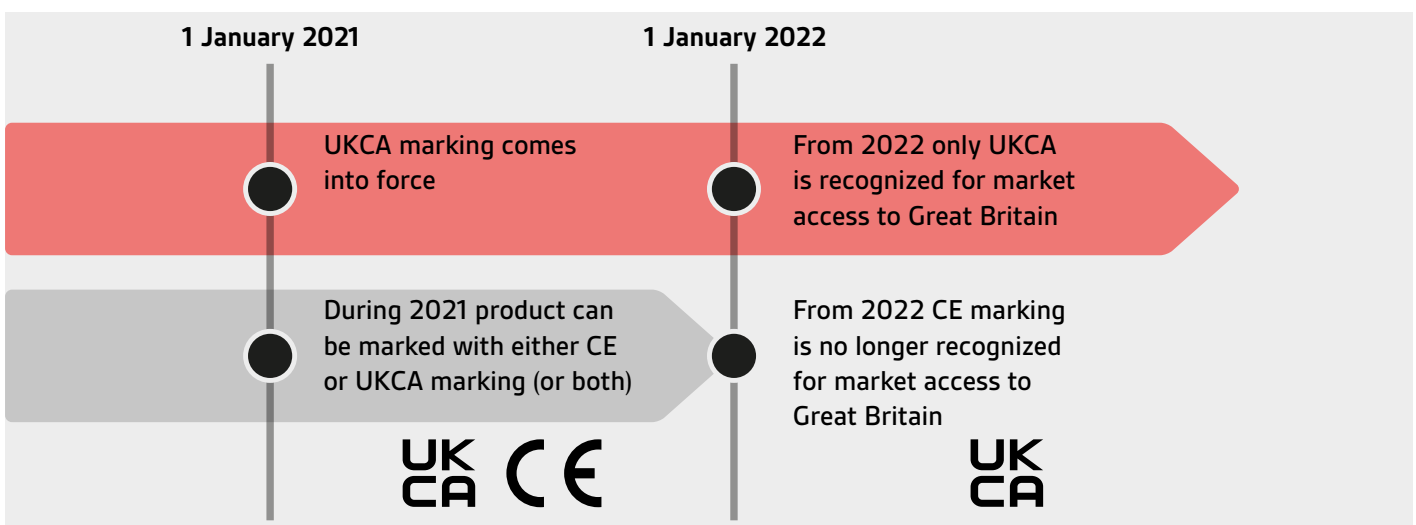 1 January 2021
1 January 2022
UKCA marking comes
into force
From 2022 only UKCA
is recognized for market
access to Great Britain
During 2021 product can
be marked with either CE
or UKCA marking (or both)
From 2022 CE marking
is no longer recognized
for market access to
Great Britain
UK
CA
CE
UK
CA